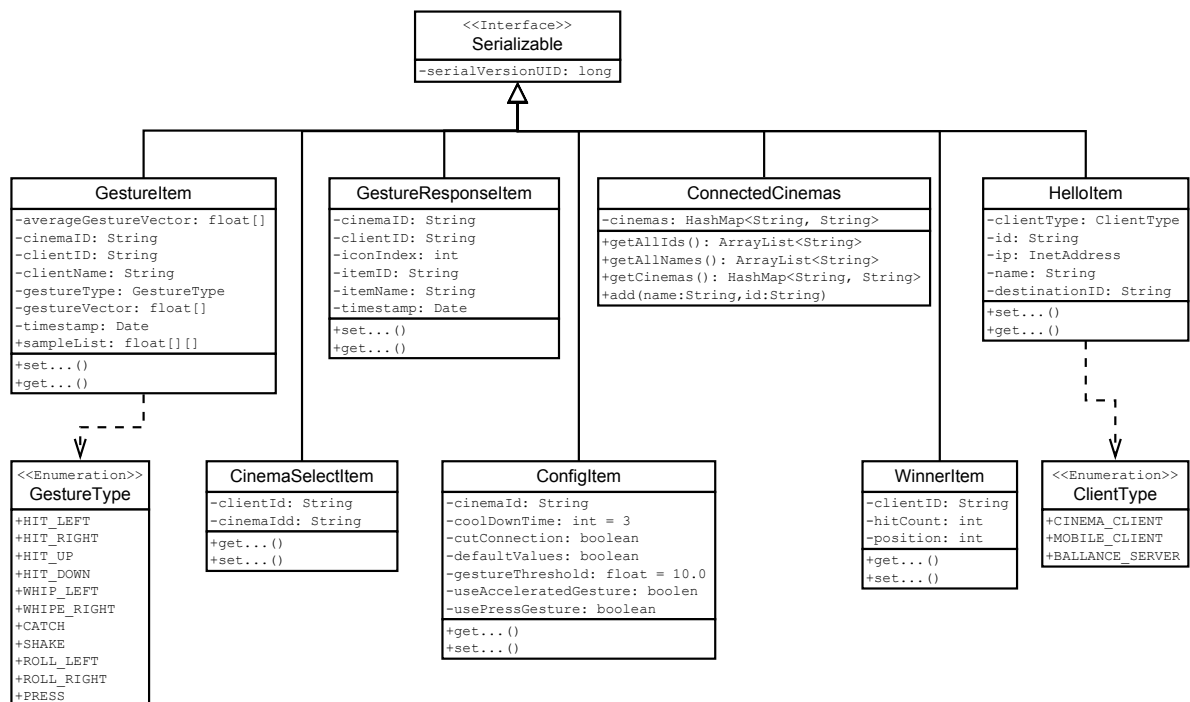 <<Interface>>
Serializable
-serialVersionUID: long
GestureItem
-averageGestureVector: float[]
-cinemaID: String
-clientID: String
-clientName: String
-gestureType: GestureType
-gestureVector: float[]
-timestamp: Date
+sampleList: float[][]
+set...()
+get...()
GestureResponseItem
-cinemaID: String
-clientID: String
-iconIndex: int
-itemID: String
-itemName: String
-timestamp: Date
+set...()
+get...()
ConnectedCinemas
-cinemas: HashMap<String, String>
+getAllIds(): ArrayList<String>
+getAllNames(): ArrayList<String>
+getCinemas(): HashMap<String, String>
+add(name:String,id:String)
HelloItem
-clientType: ClientType
-id: String
-ip: InetAddress
-name: String
-destinationID: String
+set...()
+get...()
<<Enumeration>>
GestureType
+HIT_LEFT
+HIT_RIGHT
+HIT_UP
+HIT_DOWN
+WHIP_LEFT
+WHIPE_RIGHT
+CATCH
+SHAKE
+ROLL_LEFT
+ROLL_RIGHT
+PRESS
CinemaSelectItem
-clientId: String
-cinemaIdd: String
+get...()
+set...()
ConfigItem
-cinemaId: String
-coolDownTime: int = 3
-cutConnection: boolean
-defaultValues: boolean
-gestureThreshold: float = 10.0
-useAcceleratedGesture: boolen
-usePressGesture: boolean
+get...()
+set...()
WinnerItem
-clientID: String
-hitCount: int
-position: int
+get...()
+set...()
<<Enumeration>>
ClientType
+CINEMA_CLIENT
+MOBILE_CLIENT
+BALLANCE_SERVER